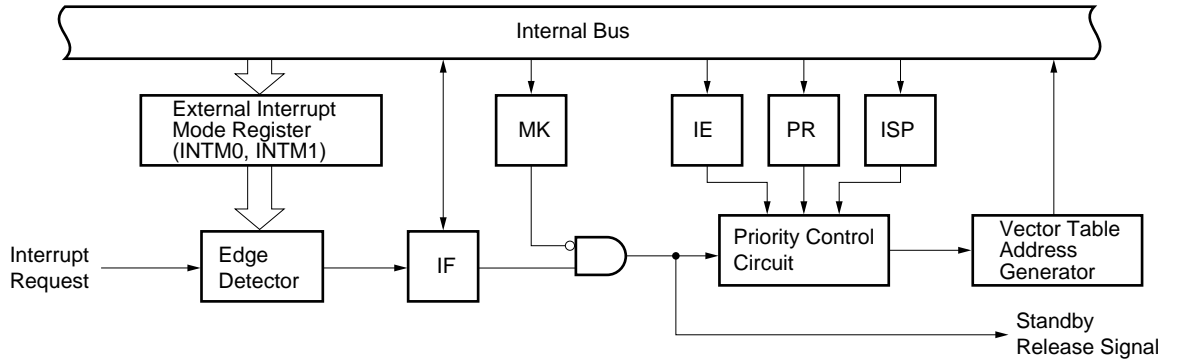 Internal Bus
External Interrupt
Mode Register
(INTM0, INTM1)
MK
IE
PR
ISP
Interrupt
Request
Edge
Detector
IF
Priority Control
Circuit
Vector Table
Address
Generator
Standby
Release Signal